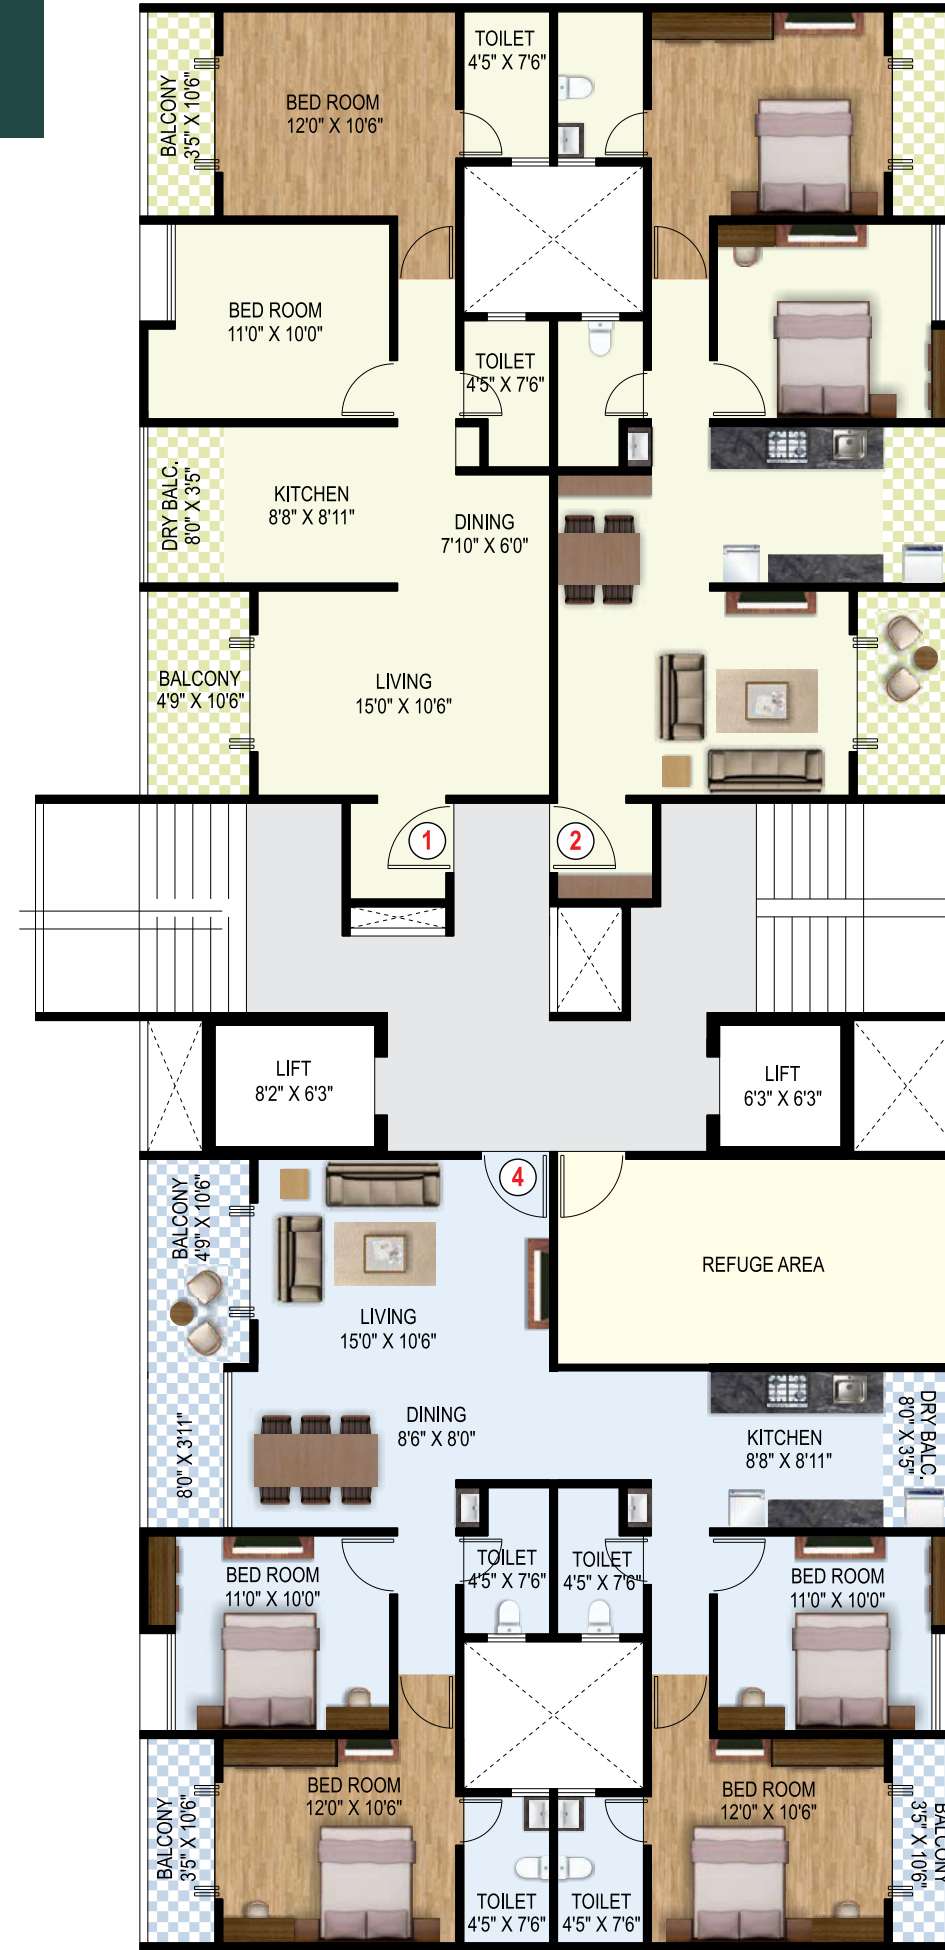 TOILET
4'5" X 7'6"
BALCONY
3'5" X 10'6"
BED ROOM
12'0" X 10'6"
BED ROOM
11'0" X 10'0"
TOILET
4'5" X 7'6"
DRY BALC.
8'0" X 3'5"
KITCHEN
8'8" X 8'11"
DINING
7'10" X 6'0"
BALCONY
4'9" X 10'6"
LIVING
15'0" X 10'6"
1
2
LIFT
8'2" X 6'3"
LIFT
6'3" X 6'3"
4
BALCONY
4'9" X 10'6"
REFUGE AREA
LIVING
15'0" X 10'6"
DINING
8'6" X 8'0"
8'0" X 3'11"
KITCHEN
8'8" X 8'11"
DRY BALC.
8'0" X 3'5"
BED ROOM
11'0" X 10'0"
TOILET
4'5" X 7'6"
TOILET
4'5" X 7'6"
BED ROOM
11'0" X 10'0"
BALCONY
3'5" X 10'6"
BED ROOM
12'0" X 10'6"
BED ROOM
12'0" X 10'6"
BALCONY
3'5" X 10'6"
TOILET
4'5" X 7'6"
TOILET
4'5" X 7'6"